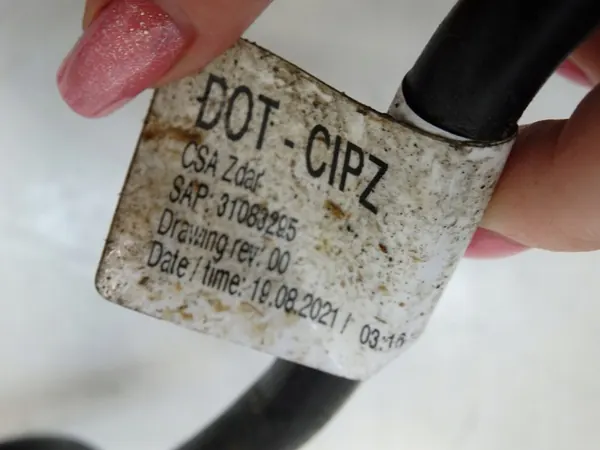 DOT - CIPZ
CSA Zdar
SAP: 31083295
Drawing rev: 00
Date / time: 19.08.2021 / 03:16